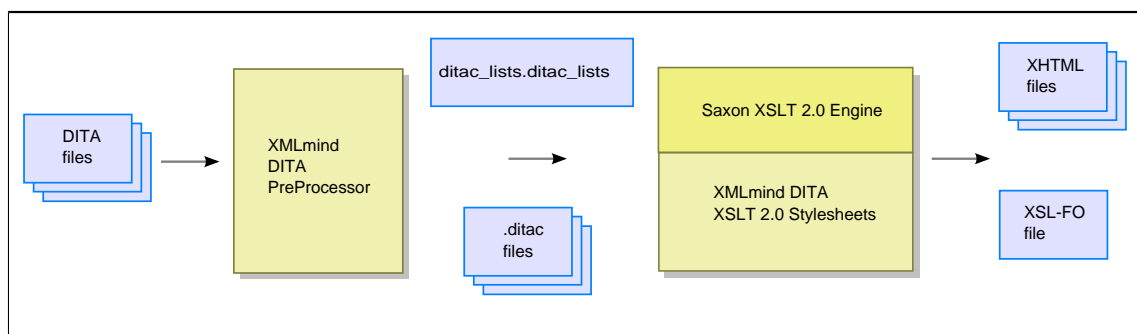 DITA
files
XMLmind
DITA
PreProcessor
ditac_lists.ditac_lists
.ditac
files
Saxon XSLT 2.0 Engine
XMLmind DITA
XSLT 2.0 Stylesheets
XHTML
files
XSL-FO
file